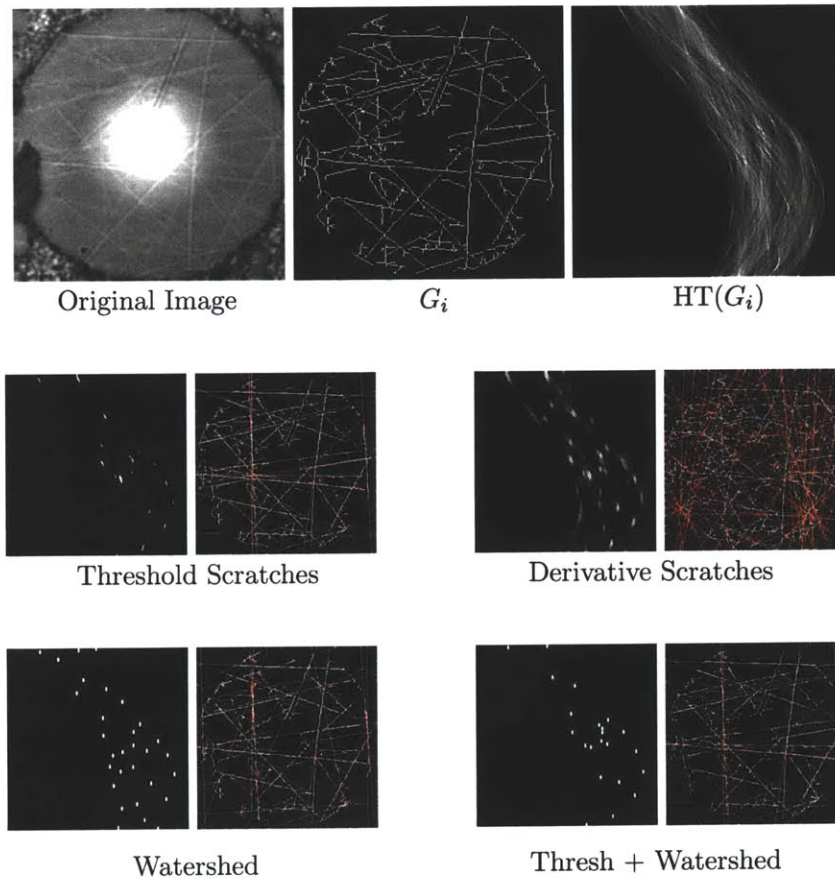 Original Image
G_i
HT(G_i)
Threshold Scratches
Derivative Scratches
Watershed
Thresh + Watershed